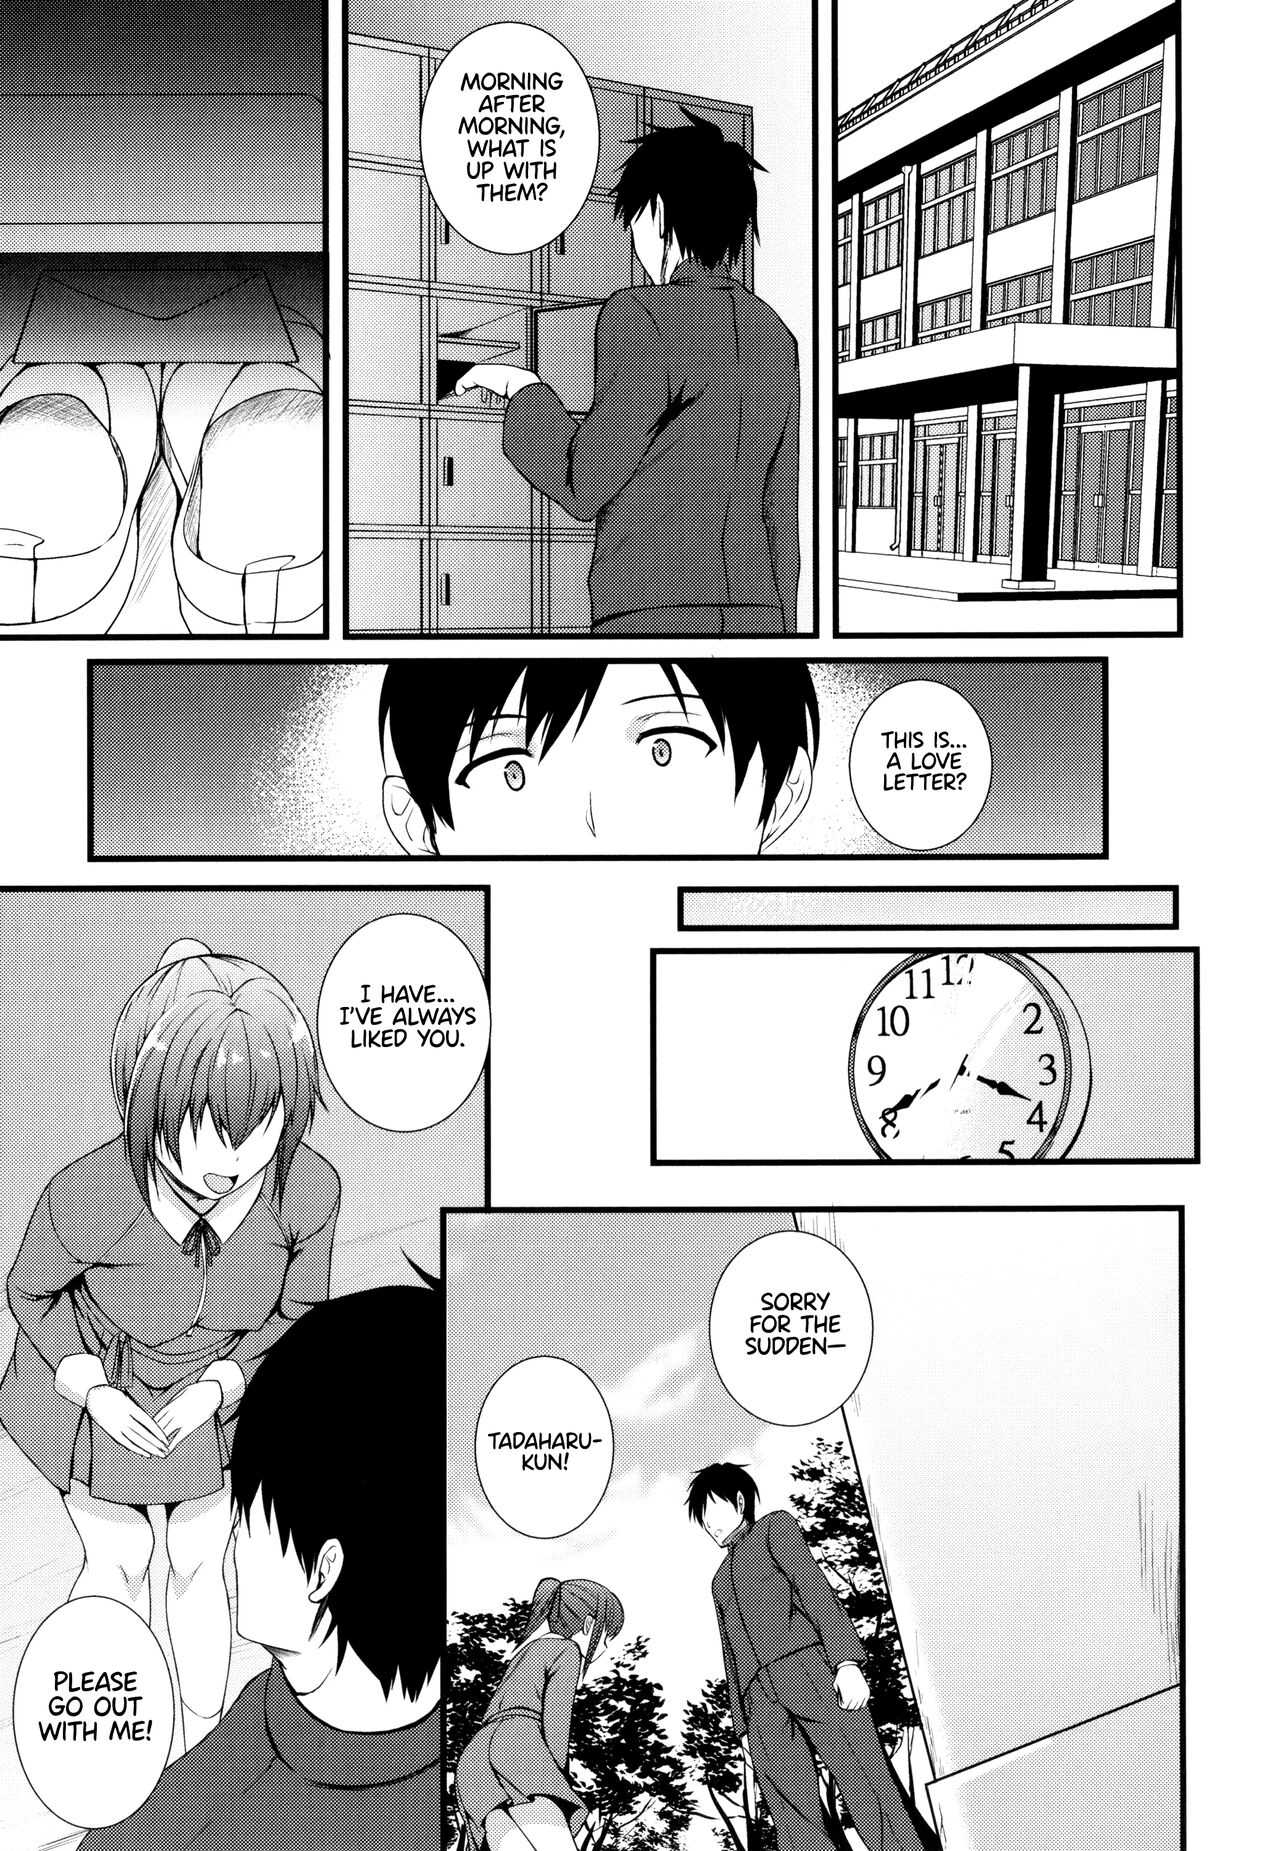 MORNING
AFTER
MORNING,
WHAT IS
UP WITH
THEM?
THIS IS...
A LOVE
LETTER?
11
12
10
2
9
3
8
4
5
SORRY
FOR THE
SUDDEN—
TADAHARU-
KUN!
I HAVE...
I'VE ALWAYS
LIKED YOU.
PLEASE
GO OUT
WITH ME!